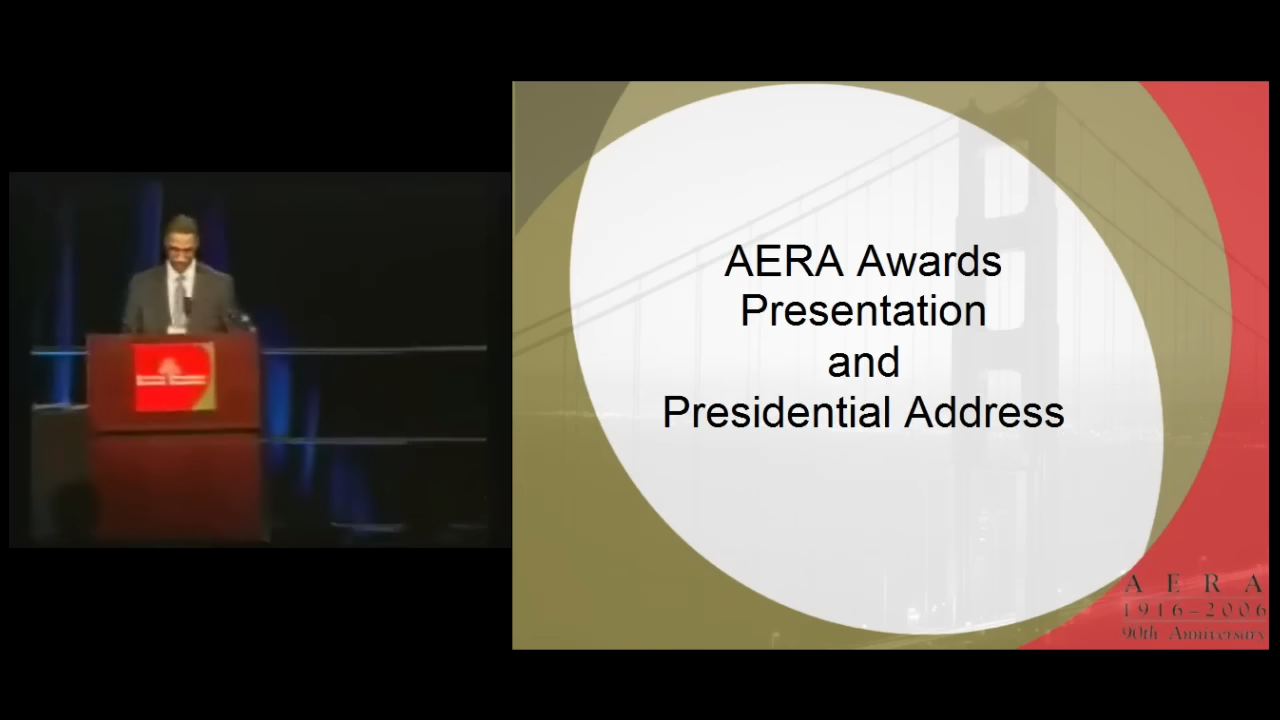 AERA Awards
Presentation
and
Presidential Address
A E R A
1916-2006
90th Anniversary